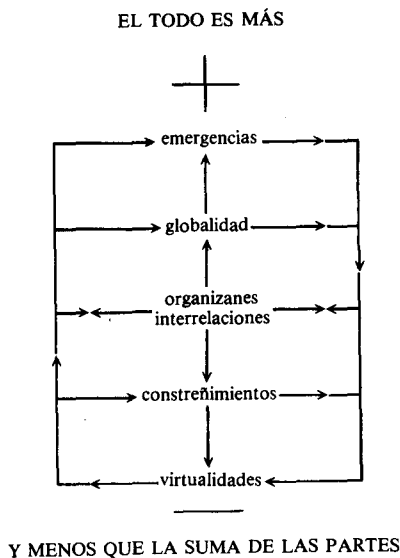 EL TODO ES MÁS
+
emergencias
globalidad
organizanes
interrelaciones
constreñimientos
virtualidades
—
Y MENOS QUE LA SUMA DE LAS PARTES